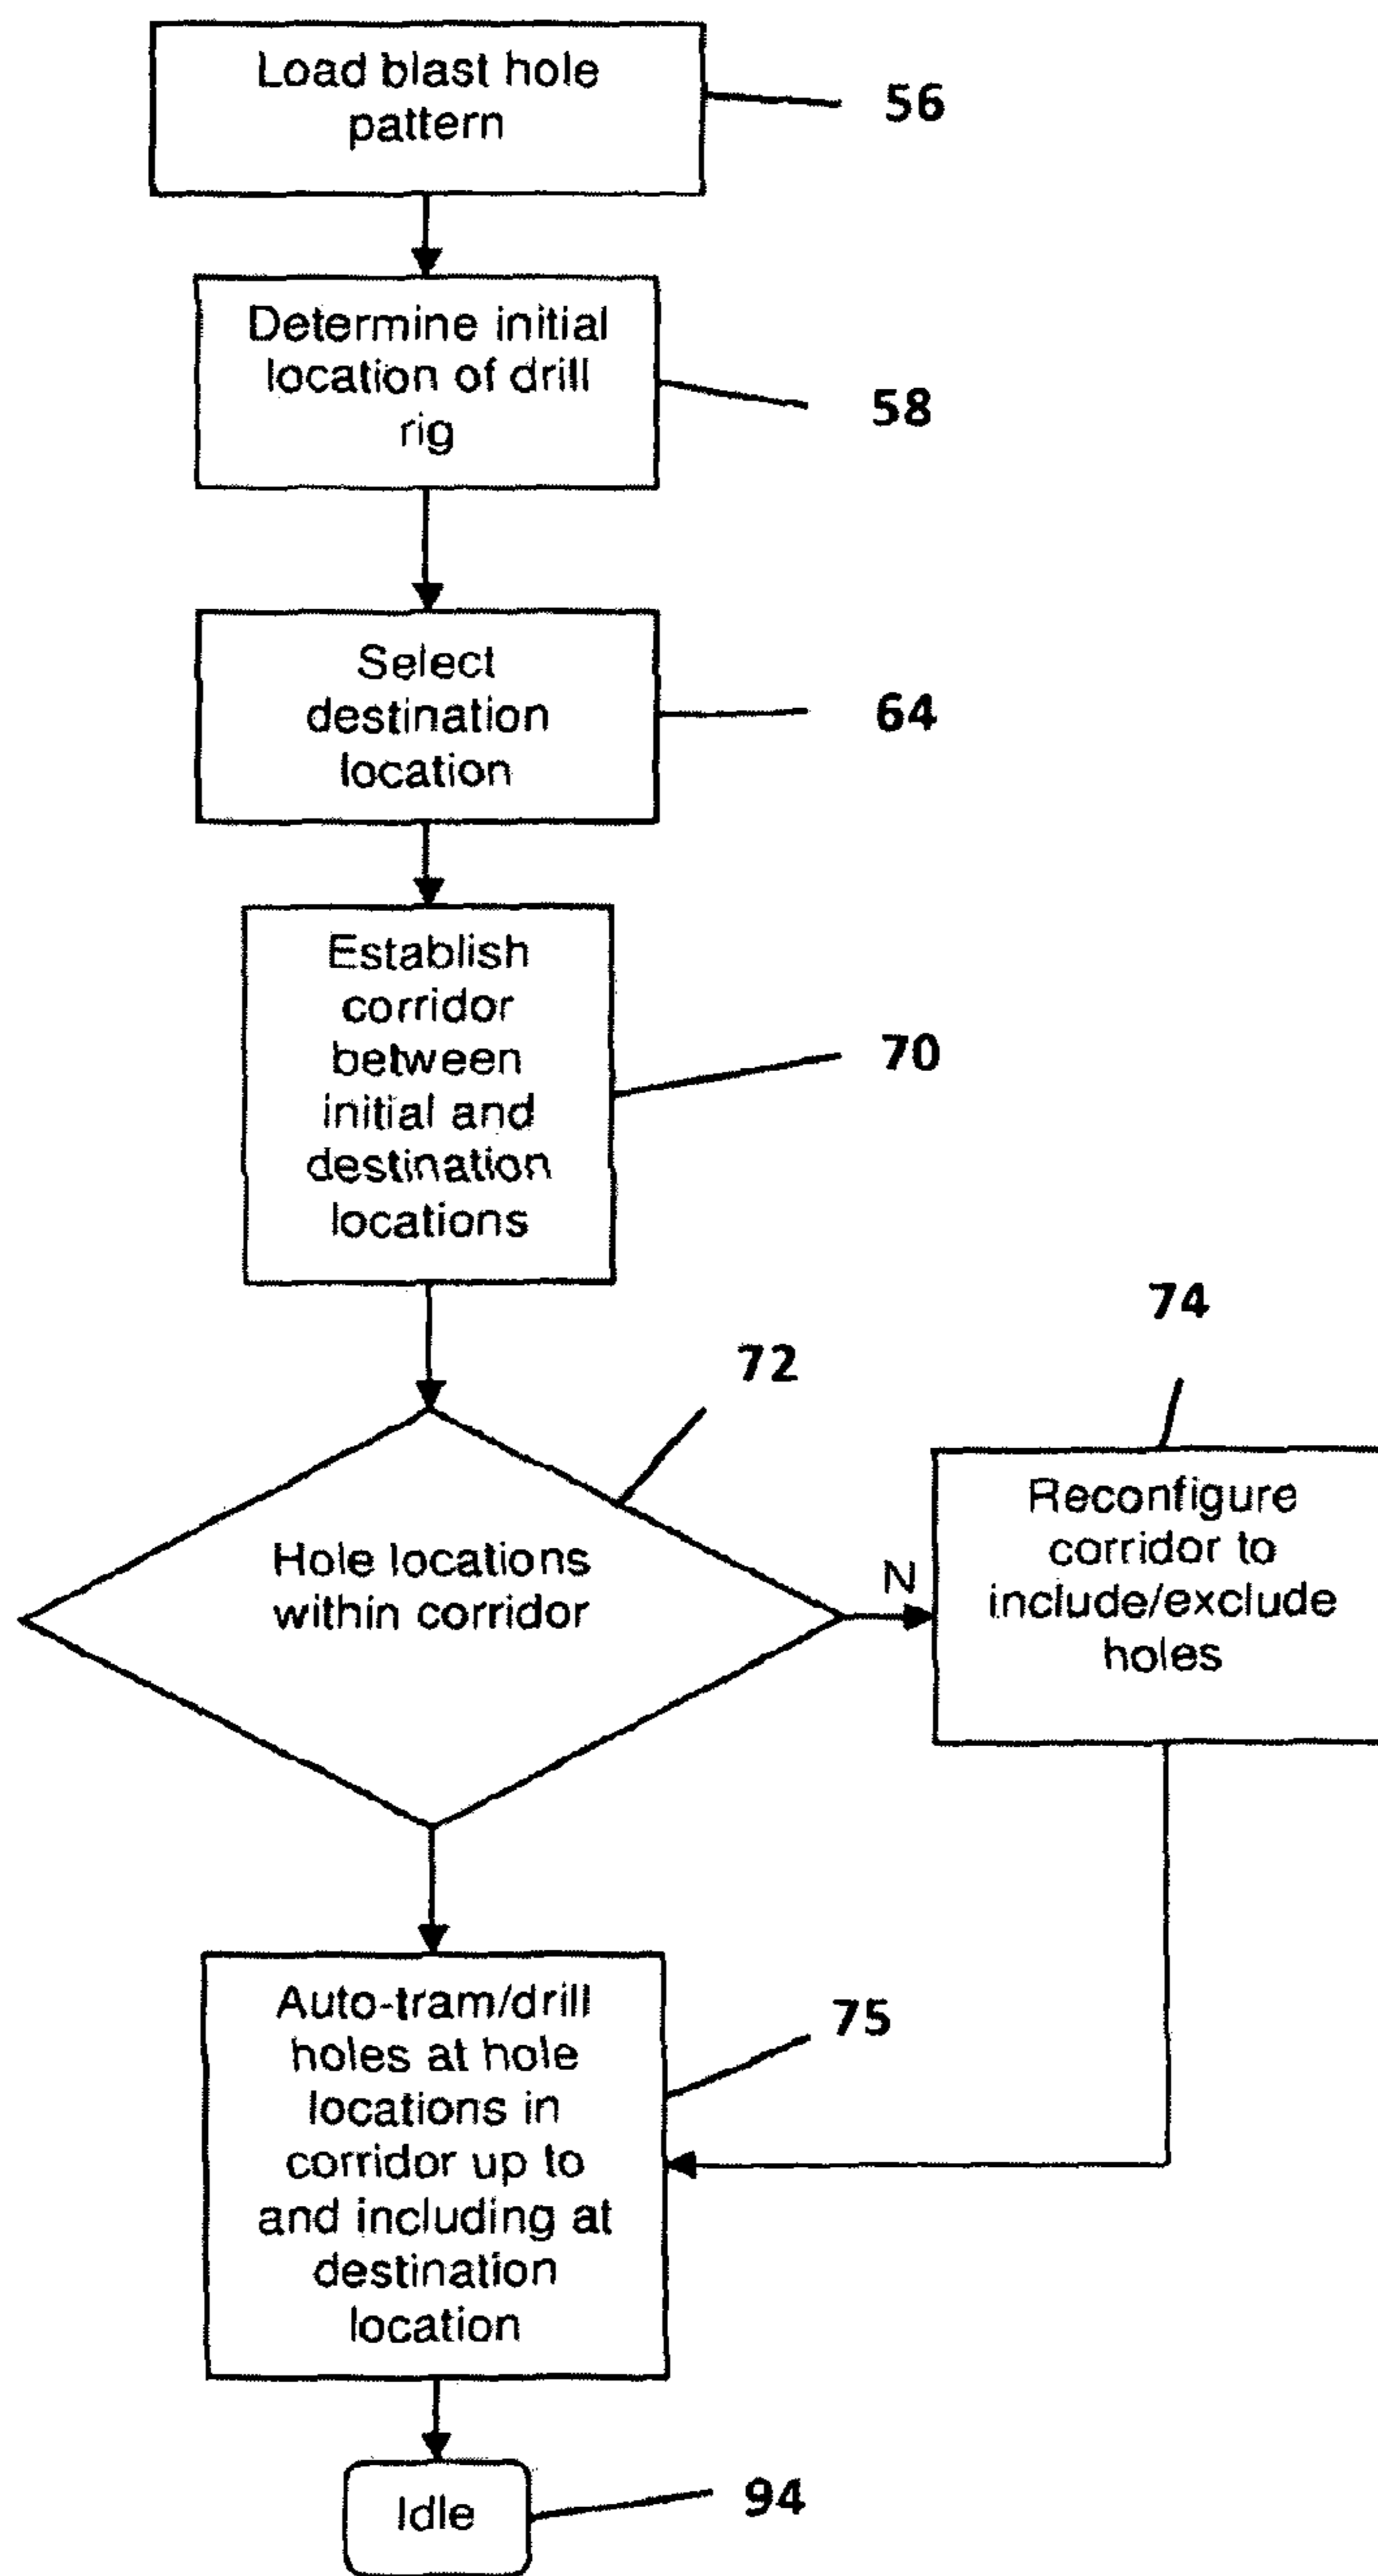 Load blast hole
pattern
56
Determine initial
location of drill
rig
58
Select
destination
location
64
Establish
corridor
between
initial and
destination
locations
70
72
74
Hole locations
within corridor
N
Reconfigure
corridor to
include/exclude
holes
Auto-tram/drill
holes at hole
locations in
corridor up to
and including at
destination
location
75
Idle
94